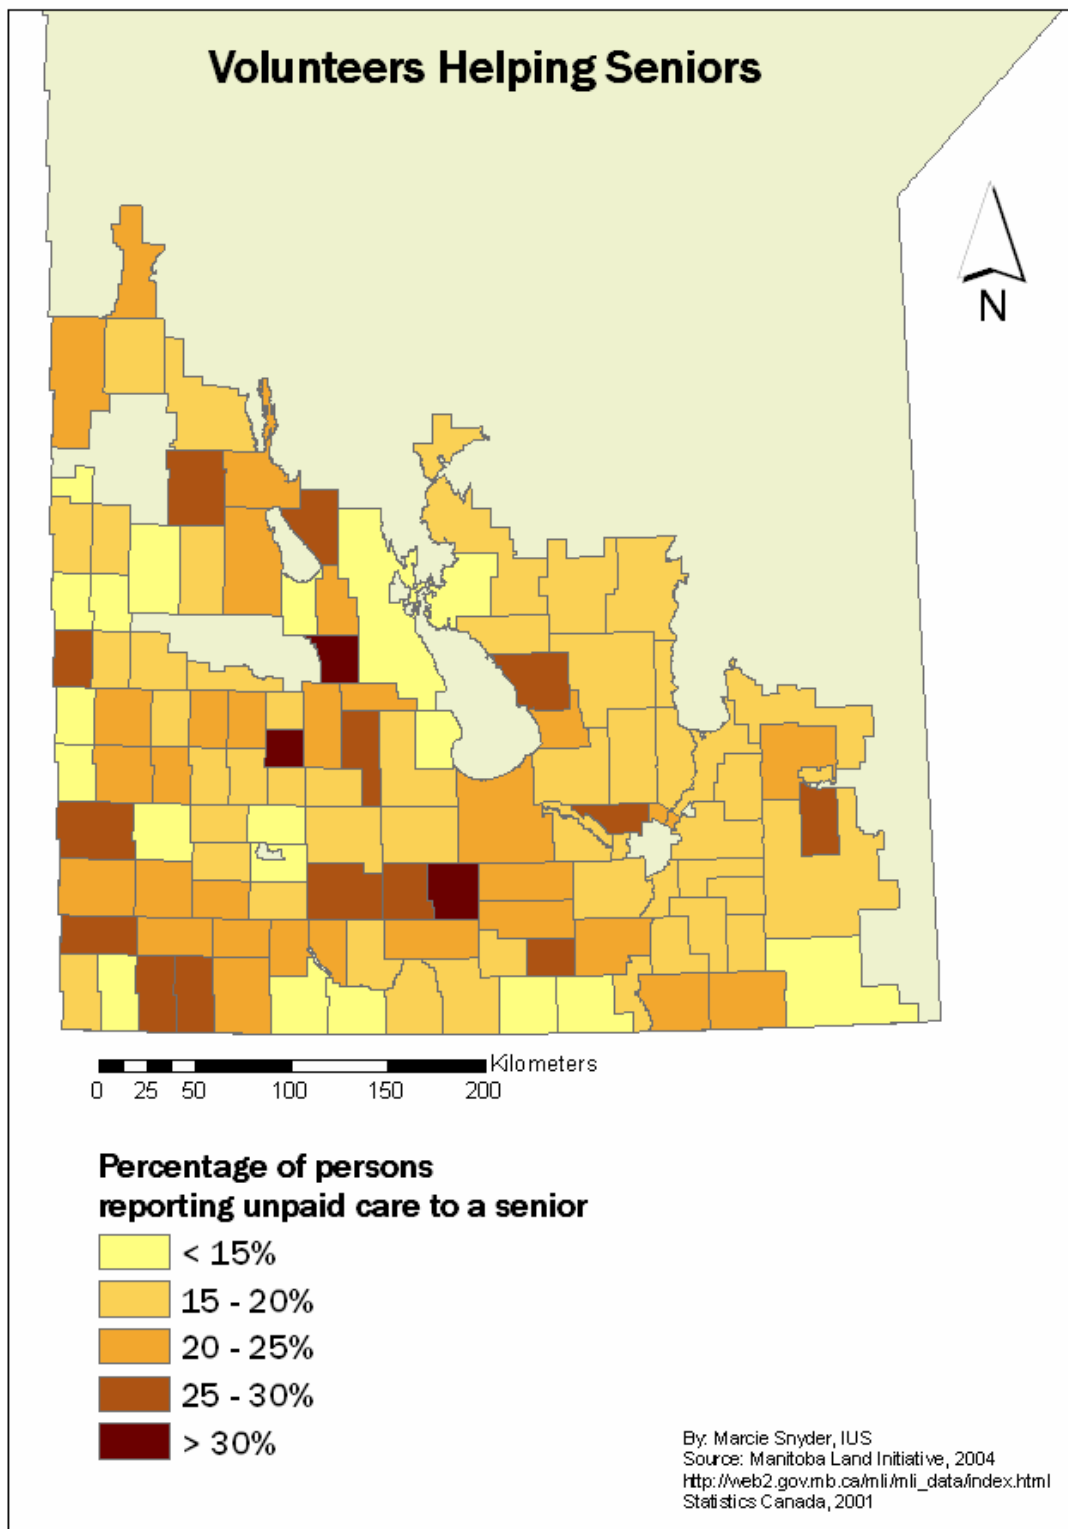 Volunteers Helping Seniors
N
Kilometers
0 25 50 100 150 200
Percentage of persons
reporting unpaid care to a senior
< 15%
15 - 20%
20 - 25%
25 - 30%
> 30%
By: Marcie Snyder, IUS
Source: Manitoba Land Initiative, 2004
http://web2.gov.mb.ca/mli/mli_data/index.html
Statistics Canada, 2001